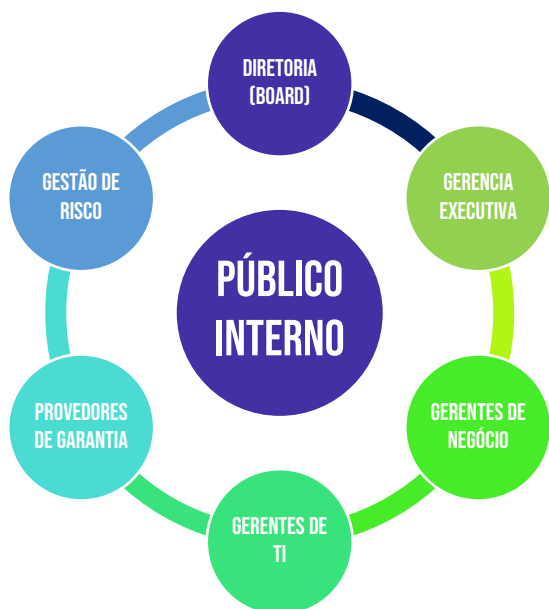 DIRETORIA
(BOARD)
GERENCIA
EXECUTIVA
GERENTES DE
NEGÓCIO
GERENTES DE
TI
PROVEDORES
DE GARANTIA
GESTÃO DE
RISCO
PÚBLICO
INTERNO